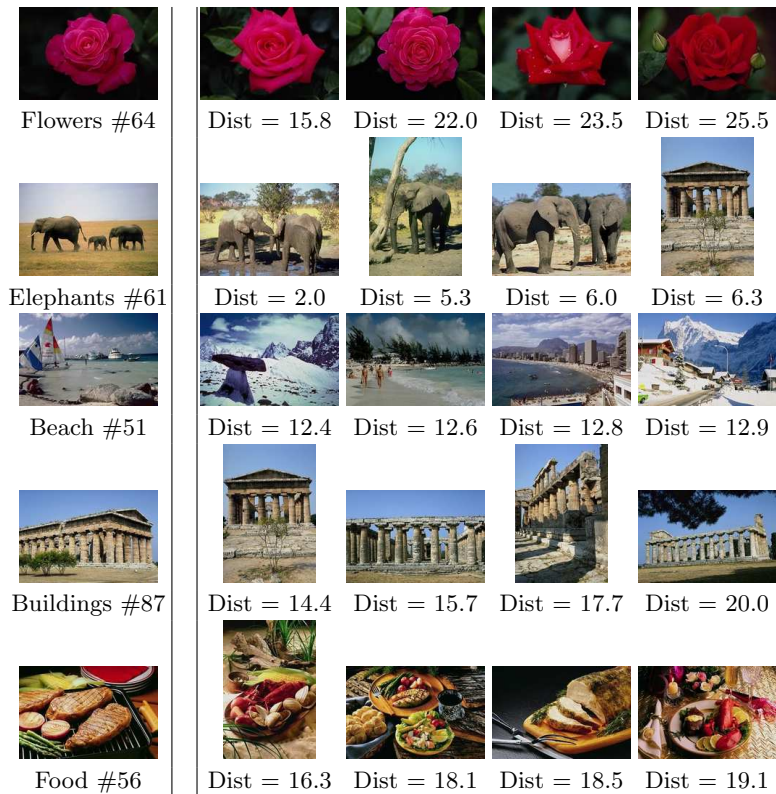 Flowers #64 Dist = 15.8 Dist = 22.0 Dist = 23.5 Dist = 25.5
Elephants #61 Dist = 2.0 Dist = 5.3 Dist = 6.0 Dist = 6.3
Beach #51 Dist = 12.4 Dist = 12.6 Dist = 12.8 Dist = 12.9
Buildings #87 Dist = 14.4 Dist = 15.7 Dist = 17.7 Dist = 20.0
Food #56 Dist = 16.3 Dist = 18.1 Dist = 18.5 Dist = 19.1